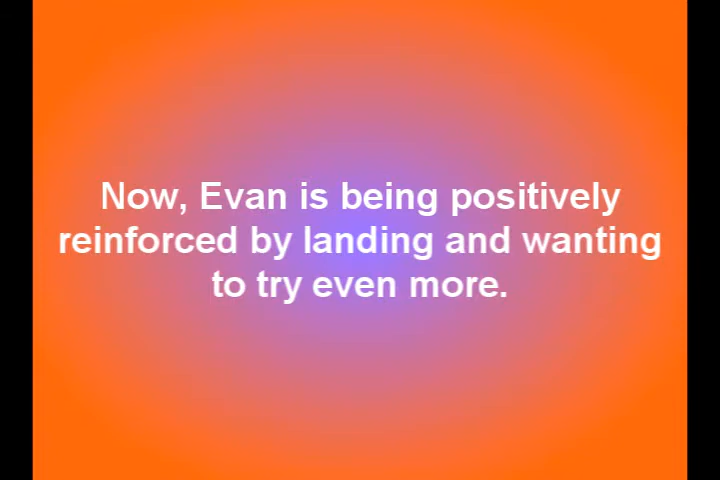 Now, Evan is being positively
reinforced by landing and wanting
to try even more.